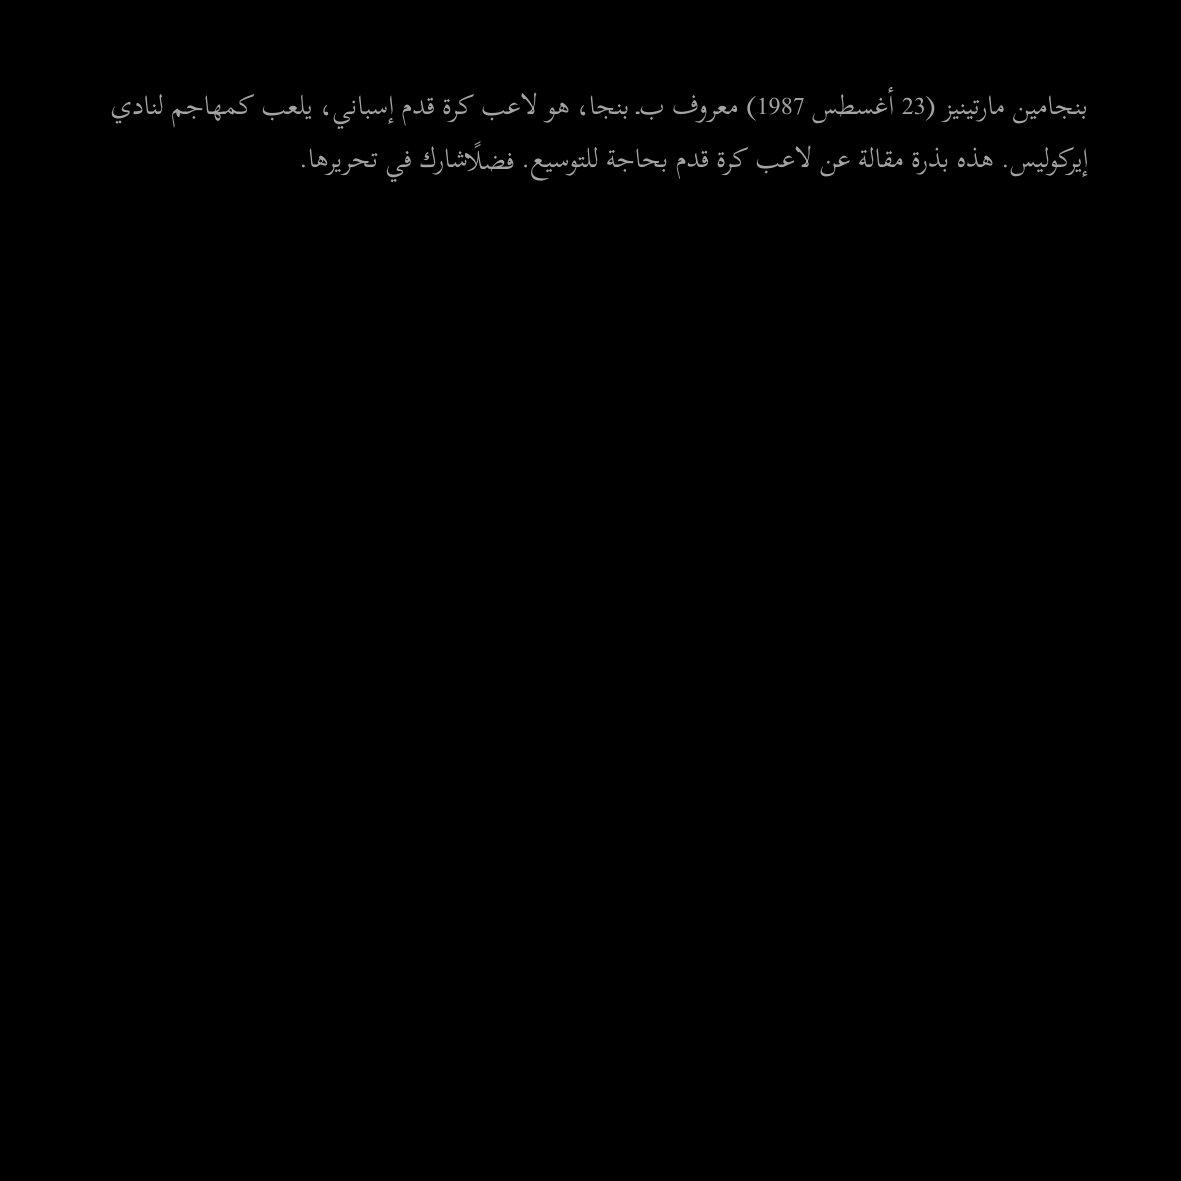 بنجامين مارتينيز (23 أغسطس 1987) معروف بـ بنجا، هو لاعب كرة قدم إسباني، يلعب كمهاجم لنادي
إيركوليس. هذه بذرة مقالة عن لاعب كرة قدم بحاجة للتوسيع. فضلًاشارك في تحريرها.